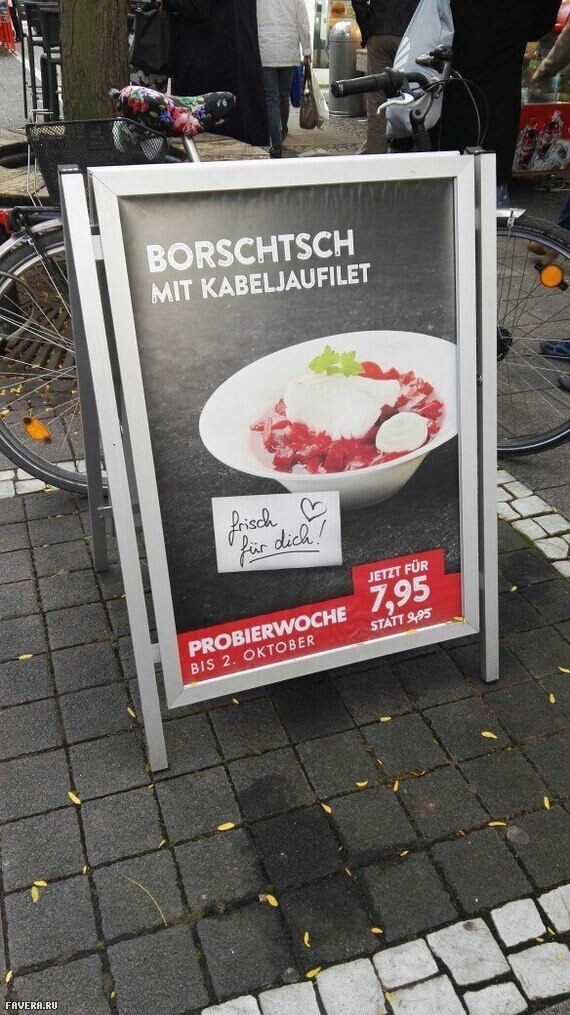 BORSCHTSCH
MIT KABELJAUFILET
frisch
für dich!
JETZT FÜR
7,95
STATT 9,95
PROBIERWOCHE
BIS 2. OKTOBER
FAVERA.RU